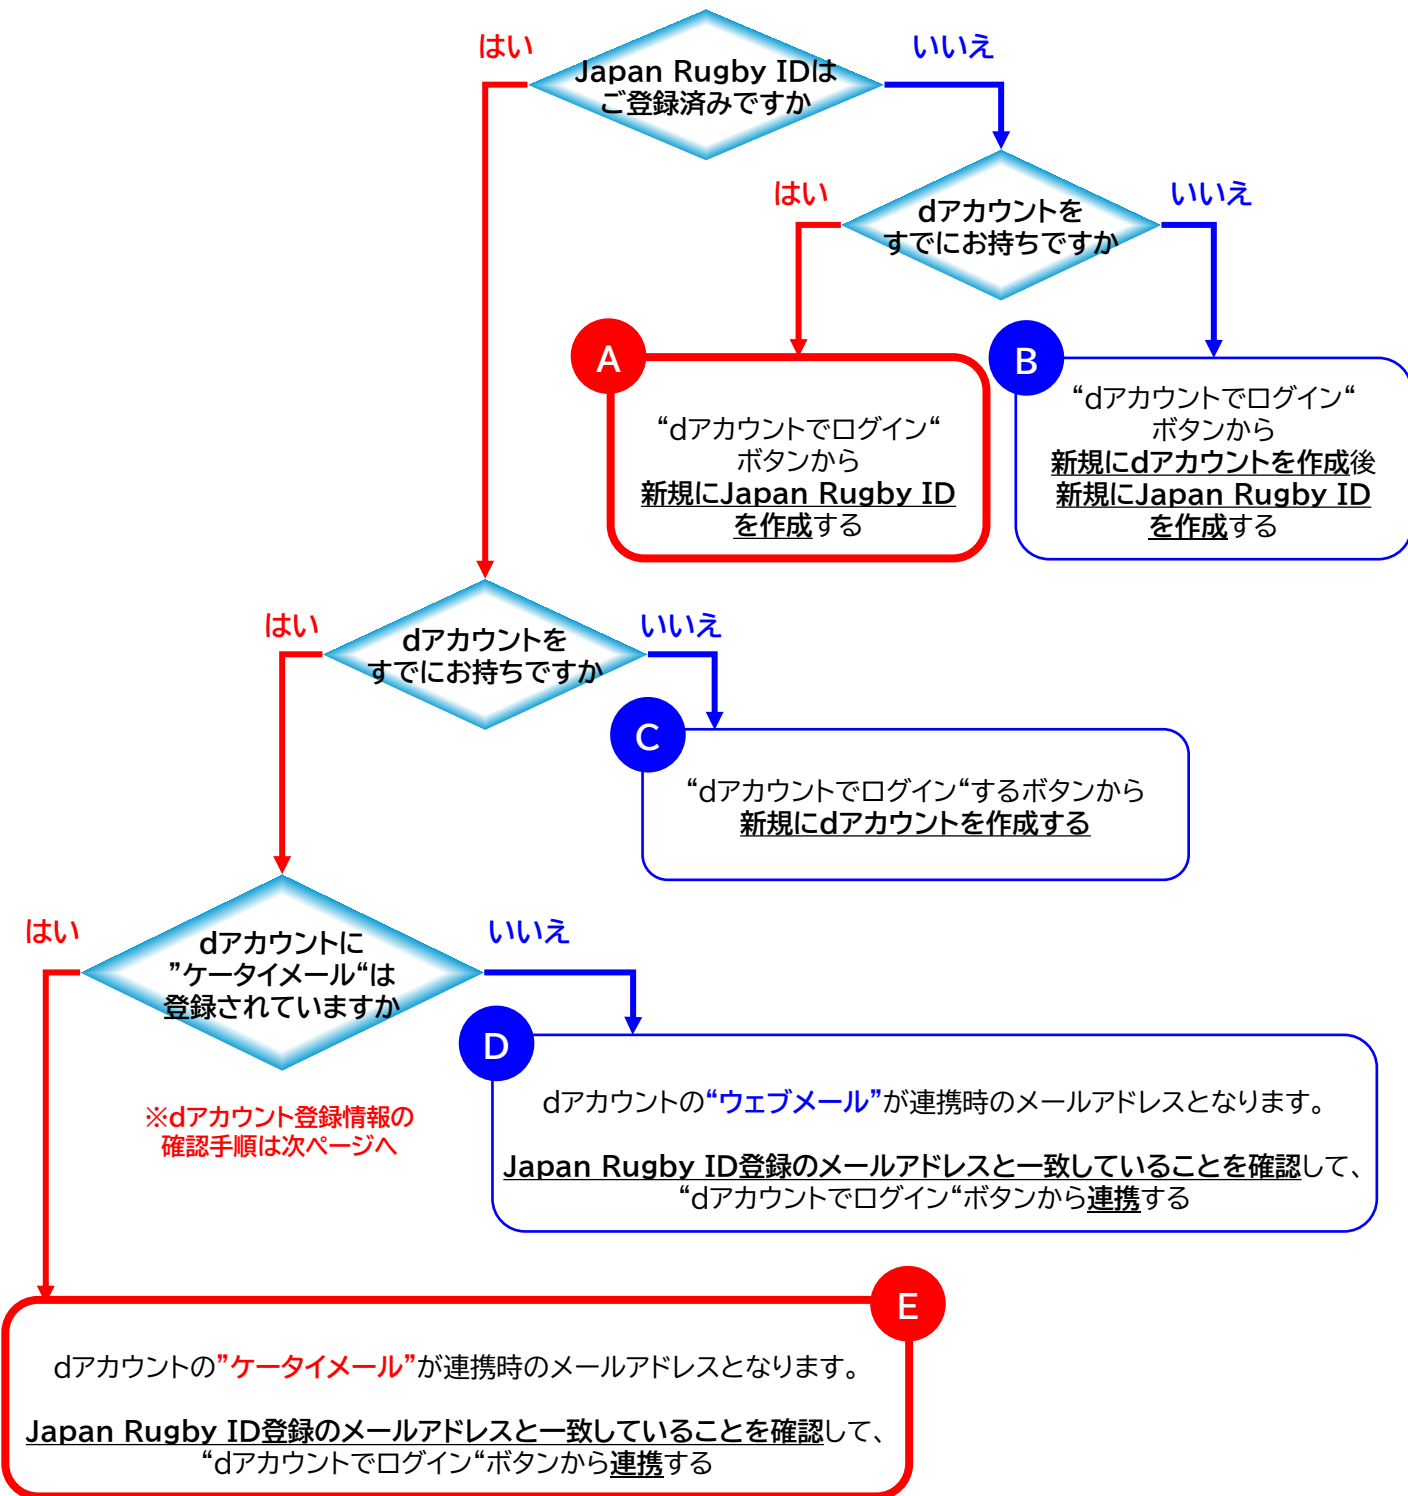 はい
いいえ
Japan Rugby IDは
ご登録済みですか
はい
いいえ
dアカウントを
すでにお持ちですか
A
“dアカウントでログイン“
ボタンから
新規にJapan Rugby ID
を作成する
B
“dアカウントでログイン“
ボタンから
新規にdアカウントを作成後
新規にJapan Rugby ID
を作成する
はい
いいえ
dアカウントを
すでにお持ちですか
C
“dアカウントでログイン“するボタンから
新規にdアカウントを作成する
はい
いいえ
dアカウントに
”ケータイメール“は
登録されていますか
※dアカウント登録情報の
確認手順は次ページへ
D
dアカウントの“ウェブメール”が連携時のメールアドレスとなります。
Japan Rugby ID登録のメールアドレスと一致していることを確認して、
“dアカウントでログイン“ボタンから連携する
E
dアカウントの”ケータイメール”が連携時のメールアドレスとなります。
Japan Rugby ID登録のメールアドレスと一致していることを確認して、
“dアカウントでログイン“ボタンから連携する